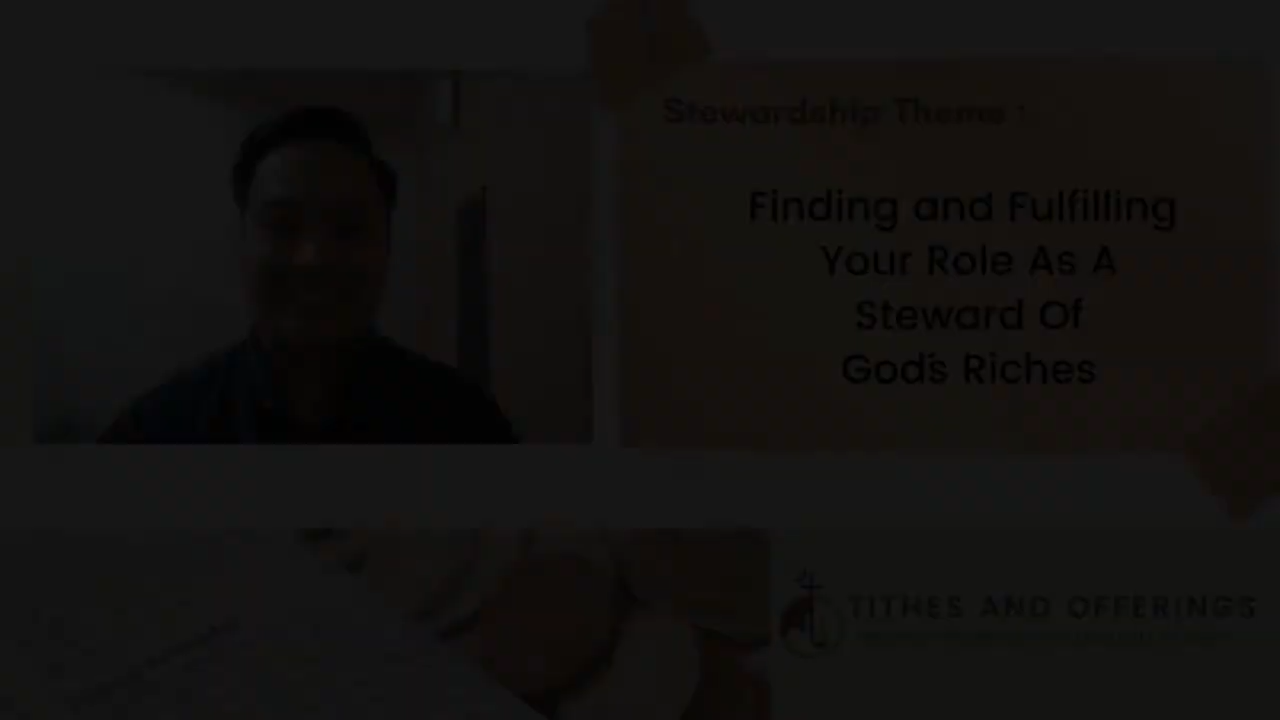 Stewardship Theme :
Finding and Fulfilling
Your Role As A
Steward Of
God's Riches
TITHES AND OFFERINGS